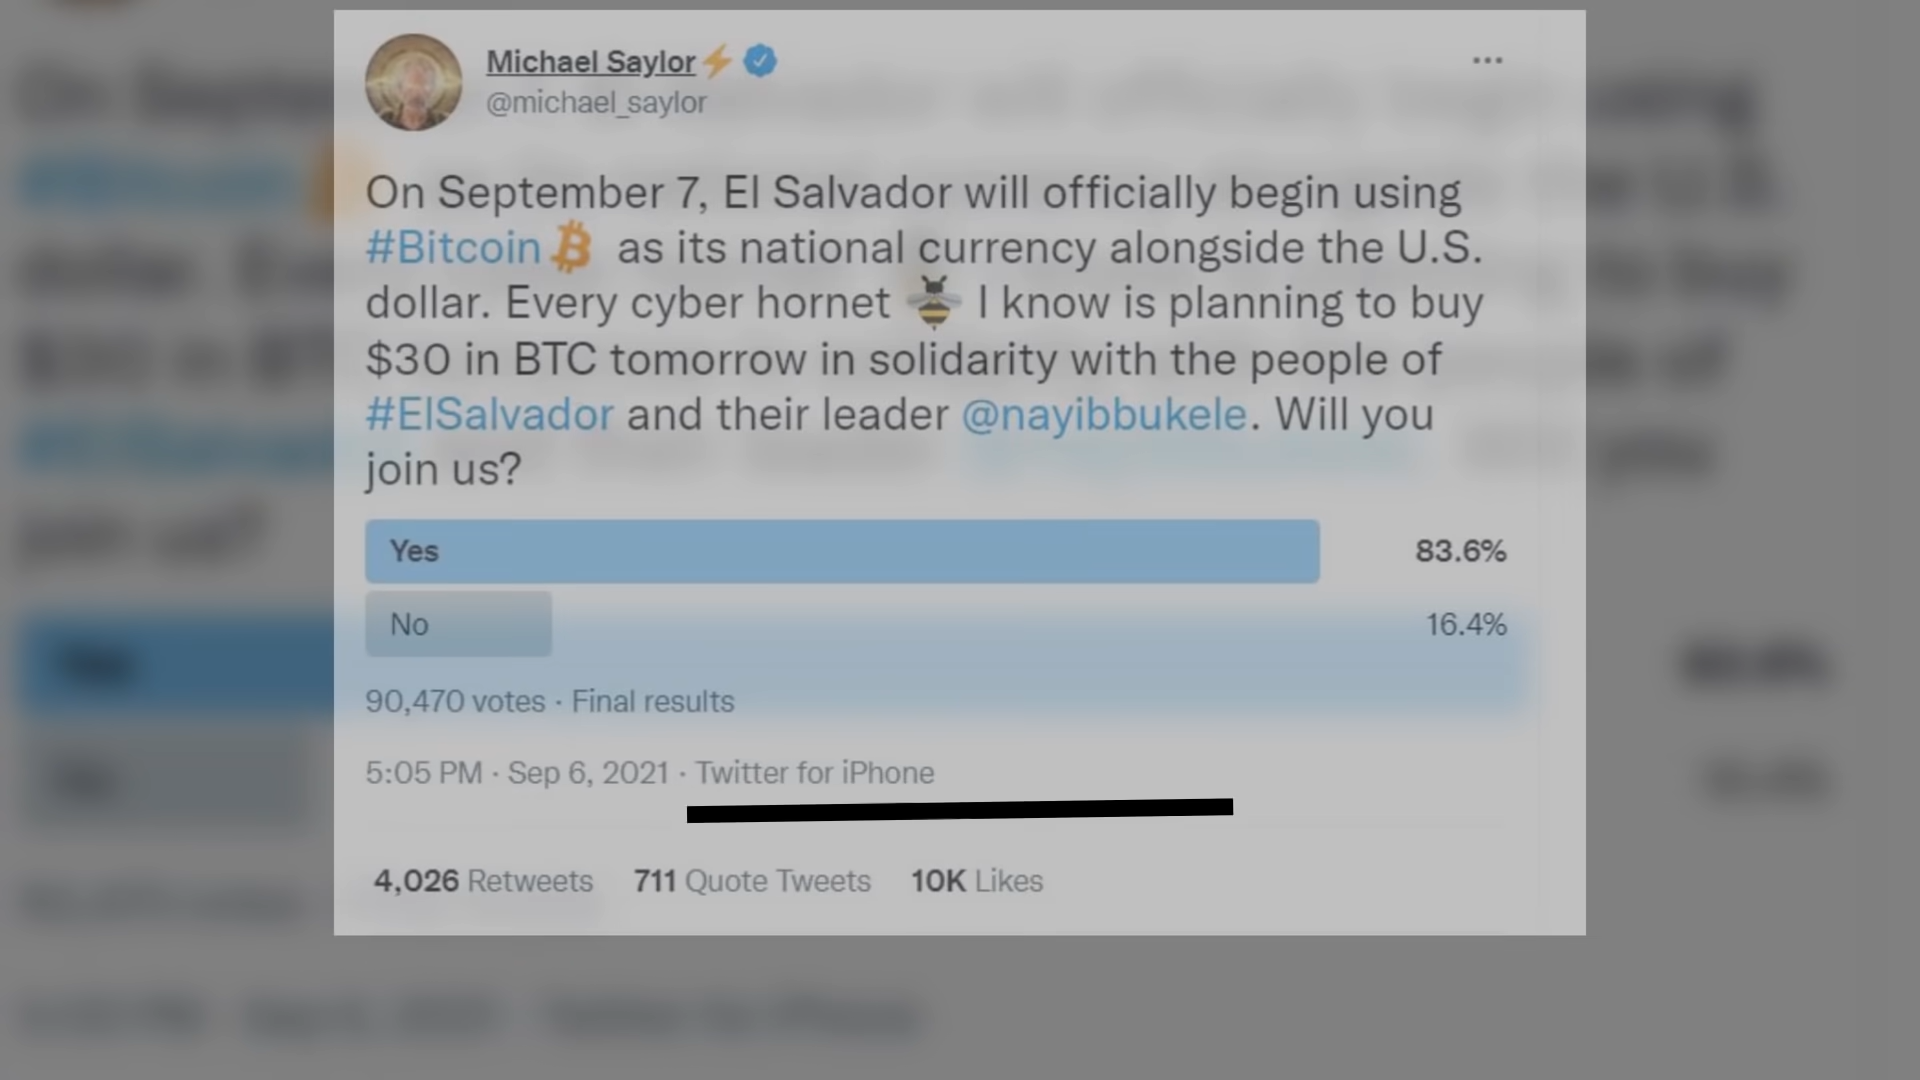 Michael Saylor⚡
@michael_saylor
On September 7, El Salvador will officially begin using
#Bitcoin as its national currency alongside the U.S.
dollar. Every cyber hornet 🐝 I know is planning to buy
$30 in BTC tomorrow in solidarity with the people of
#ElSalvador and their leader @nayibbukele. Will you
join us?
Yes 83.6%
No 16.4%
90,470 votes · Final results
5:05 PM · Sep 6, 2021 · Twitter for iPhone
4,026 Retweets 711 Quote Tweets 10K Likes